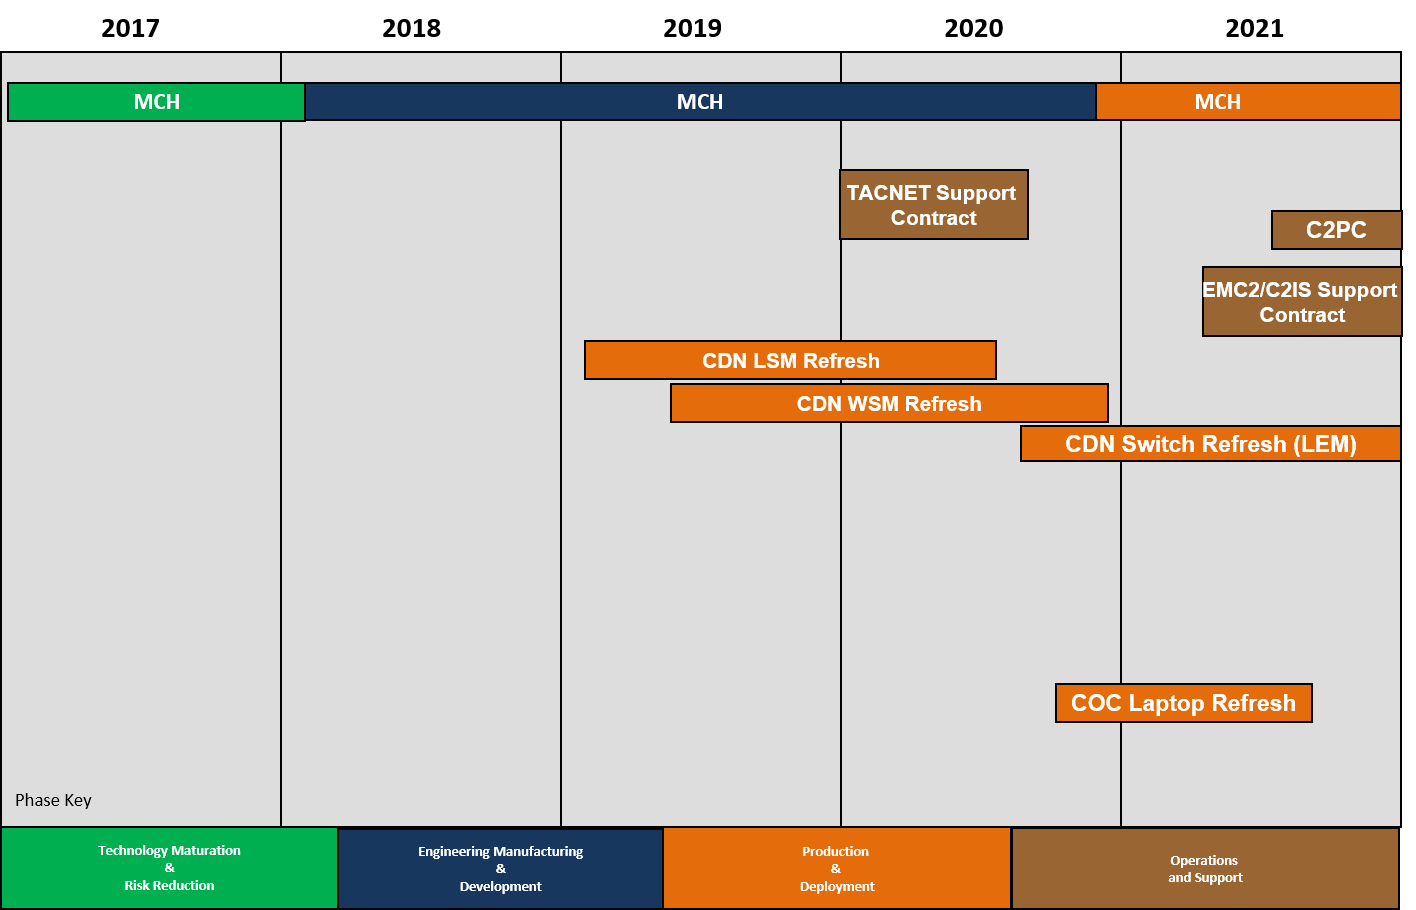 2017 2018 2019 2020 2021
MCH MCH MCH
TACNET Support
Contract
C2PC
EMC2/C2IS Support
Contract
CDN LSM Refresh
CDN WSM Refresh
CDN Switch Refresh (LEM)
COC Laptop Refresh
Phase Key
Technology Maturation
&
Risk Reduction
Engineering Manufacturing
&
Development
Production
&
Deployment
Operations
and Support